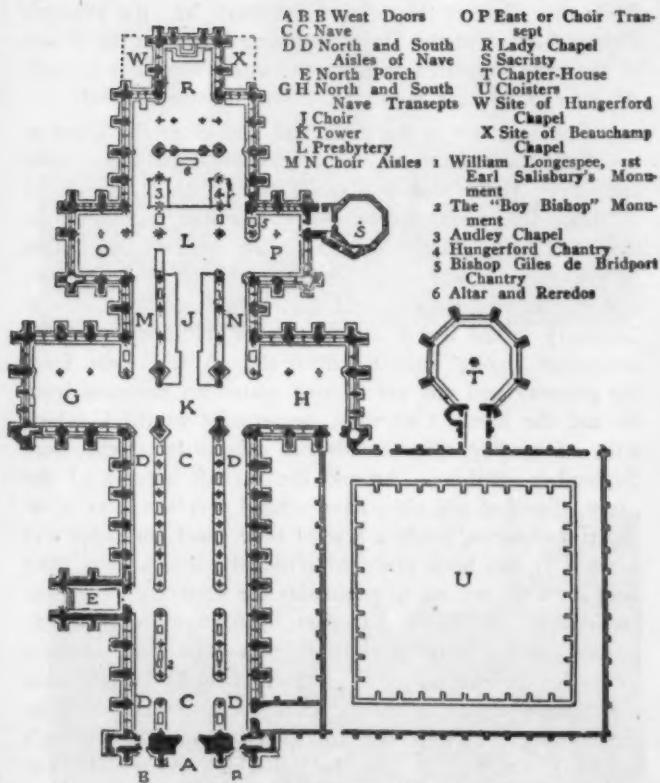 A B B West Doors
C C Nave
D D North and South
Aisles of Nave
E North Porch
G H North and South
Nave Transepts
J Choir
K Tower
L Presbytery
M N Choir Aisles
O P East or Choir Tran-
sept
R Lady Chapel
S Sacristy
T Chapter-House
U Cloisters
W Site of Hungerford
Chapel
X Site of Beauchamp
Chapel
1 William Longespee, 1st
Earl Salisbury's Monu-
ment
2 The "Boy Bishop" Monu-
ment
3 Audley Chapel
4 Hungerford Chantry
5 Bishop Giles de Bridport
Chantry
6 Altar and Reredos
W X
R
6
3 4
5
S
O L P
M J N
T
G K H
D C D
U
E
2 1
D C D
A
B B